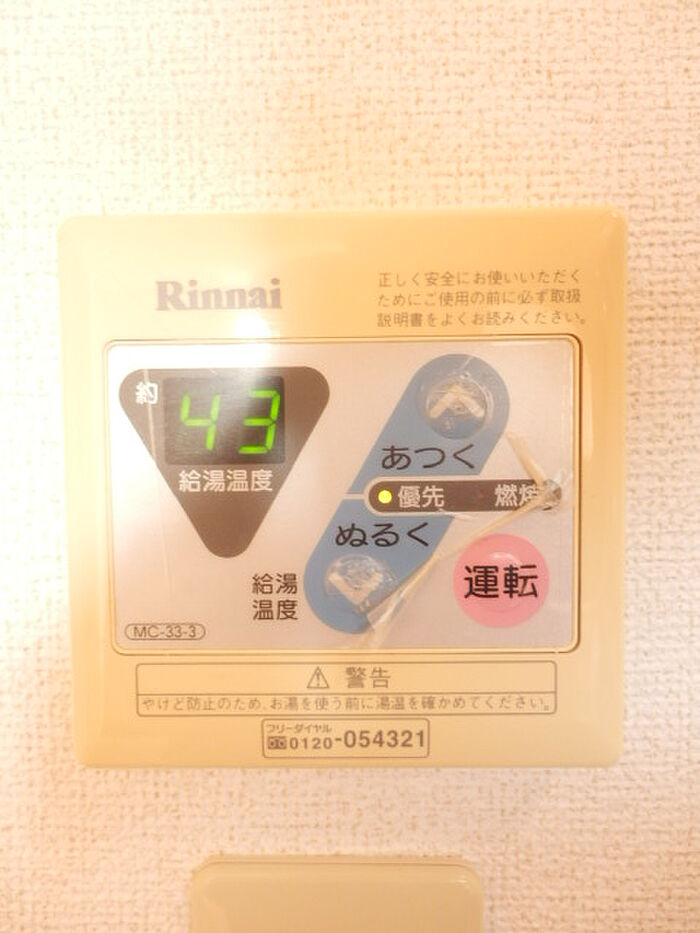 Rinnai
正しく安全にお使いいただく
ためにご使用の前に必ず取扱
説明書をよくお読みください。
約
43
給湯温度
あつく
優先 燃焼
ぬるく
給湯
温度
運転
MC-33-3
警告
やけど防止のため、お湯を使う前に湯温を確かめてください。
フリーダイヤル
0120-054321